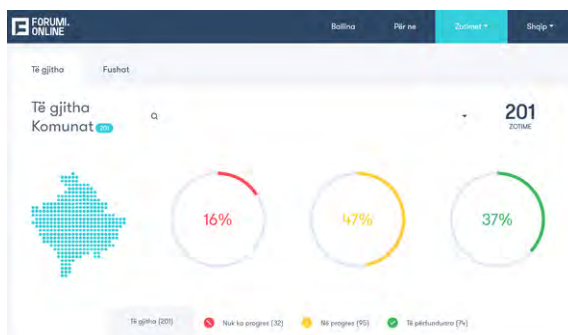 FORUMI.
ONLINE
Ballina
Për ne
Zotimet
Shqip
Të gjitha
Fushat
Të gjitha
Komunat 201
201
ZOTIME
16%
47%
37%
Të gjitha (201)
Nuk ka progres (32)
Në progres (95)
Të përfunduara (74)